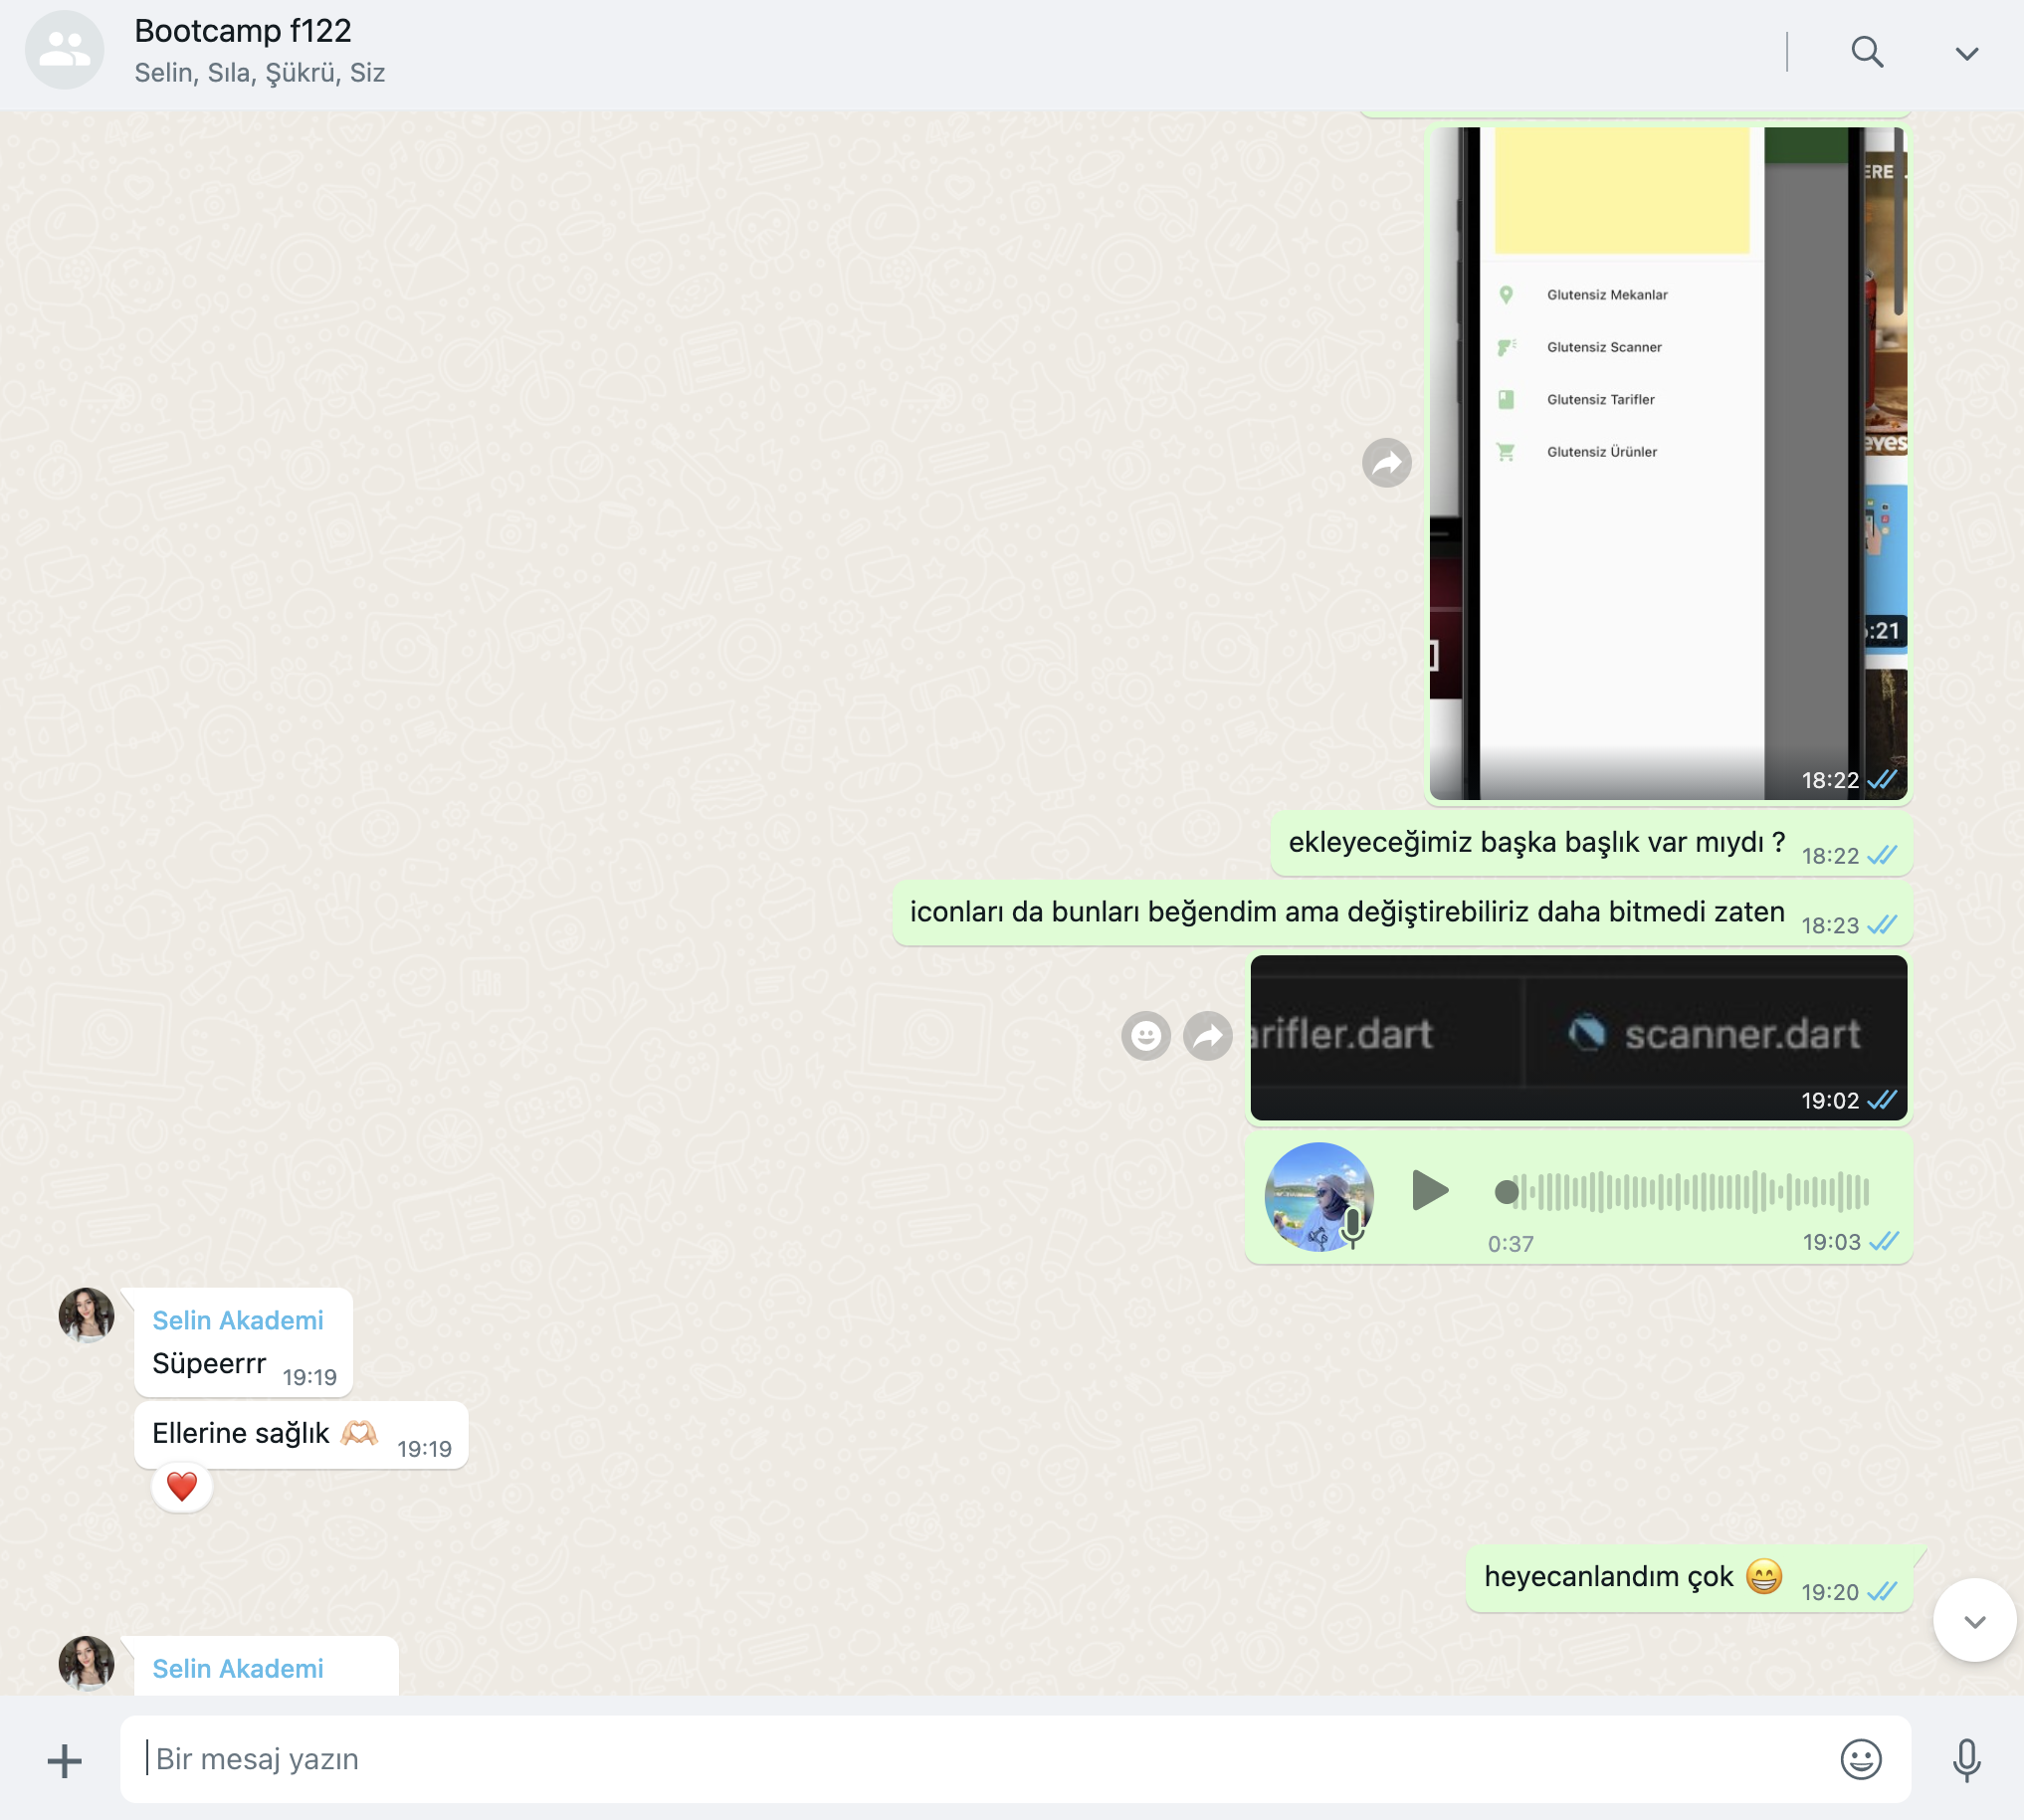 Bootcamp f122
Selin, Sıla, Şükrü, Siz
ERE
Glutensiz Mekanlar
Glutensiz Scanner
Glutensiz Tarifler
eyes
Glutensiz Ürünler
:21
18:22
ekleyeceğimiz başka başlık var mıydı ? 18:22
iconları da bunları beğendim ama değiştirebiliriz daha bitmedi zaten 18:23
arifler.dart scanner.dart
19:02
0:37 19:03
Selin Akademi
Süpeerrr 19:19
Ellerine sağlık 🫶🏻 19:19
❤️
heyecanlandım çok 😁 19:20
Selin Akademi
Bir mesaj yazın